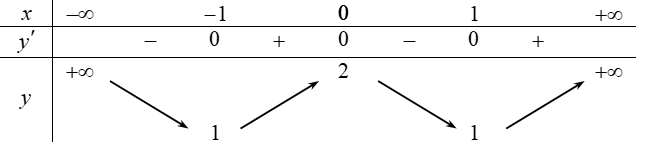 x −∞ −1 0 1 +∞
y′ − 0 + 0 − 0 +
+∞ 2 +∞
y
1 1